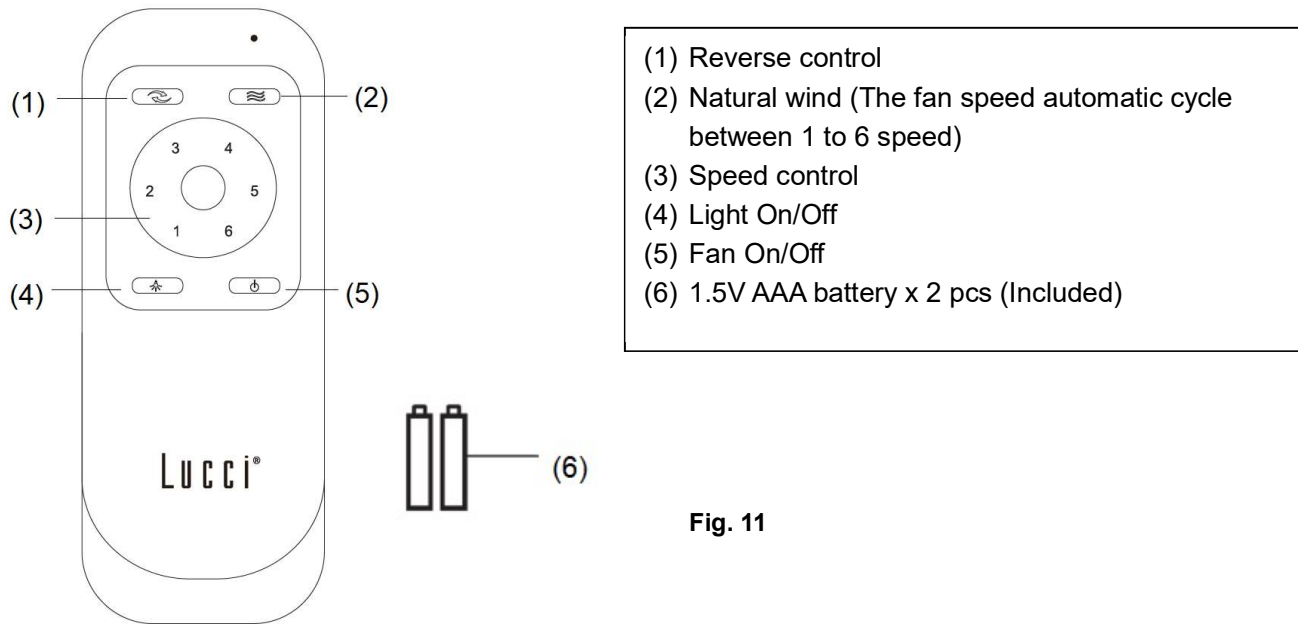 (1)
(2)
3 4
2 5
(3)
1 6
(4)
(5)
Lucci®
(6)
(1) Reverse control
(2) Natural wind (The fan speed automatic cycle
between 1 to 6 speed)
(3) Speed control
(4) Light On/Off
(5) Fan On/Off
(6) 1.5V AAA battery x 2 pcs (Included)
Fig. 11